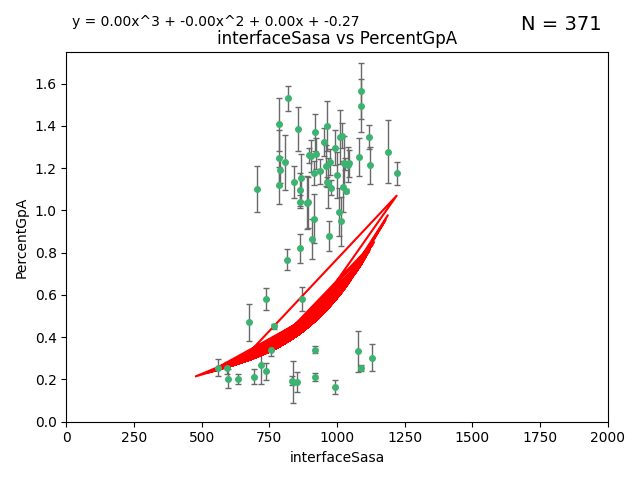 y = 0.00x^3 + -0.00x^2 + 0.00x + -0.27
N = 371
interfaceSasa vs PercentGpA
PercentGpA
1.6
1.4
1.2
1.0
0.8
0.6
0.4
0.2
0.0
0 250 500 750 1000 1250 1500 1750 2000
interfaceSasa